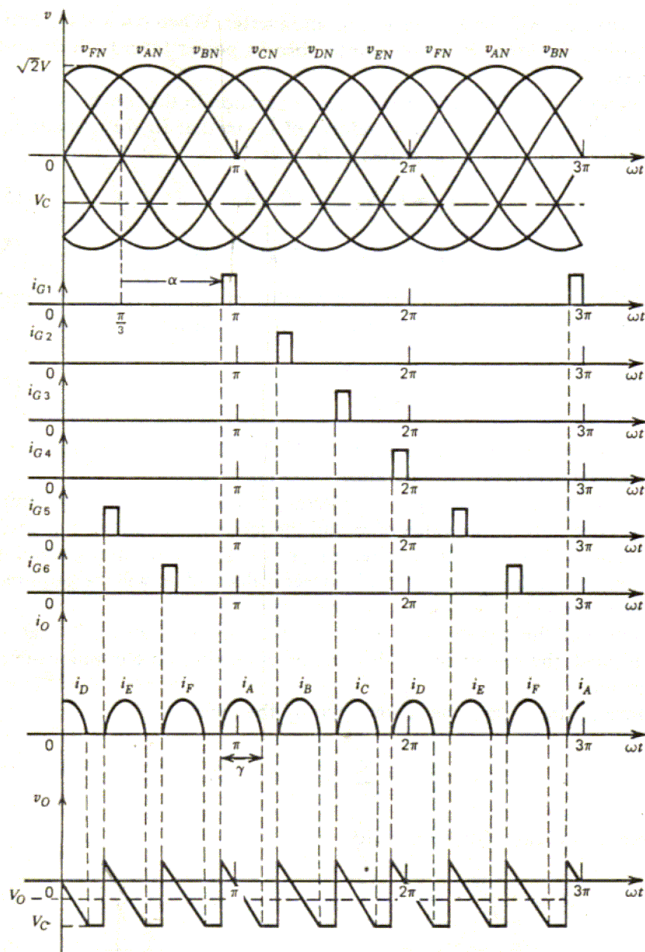 v
v_FN v_AN v_BN v_CN v_DN v_EN v_FN v_AN v_BN
√2V
0 π 2π 3π ωt
V_C
i_G1 α
0 π/3 π 2π 3π ωt
i_G2
0 π 2π 3π ωt
i_G3
0 π 2π 3π ωt
i_G4
0 π 2π 3π ωt
i_G5
0 π 2π 3π ωt
i_G6
0 π 2π 3π ωt
i_O
i_D i_E i_F i_A i_B i_C i_D i_E i_F i_A
0 π 2π 3π ωt
γ
v_O
0 π 2π 3π ωt
V_O
V_C